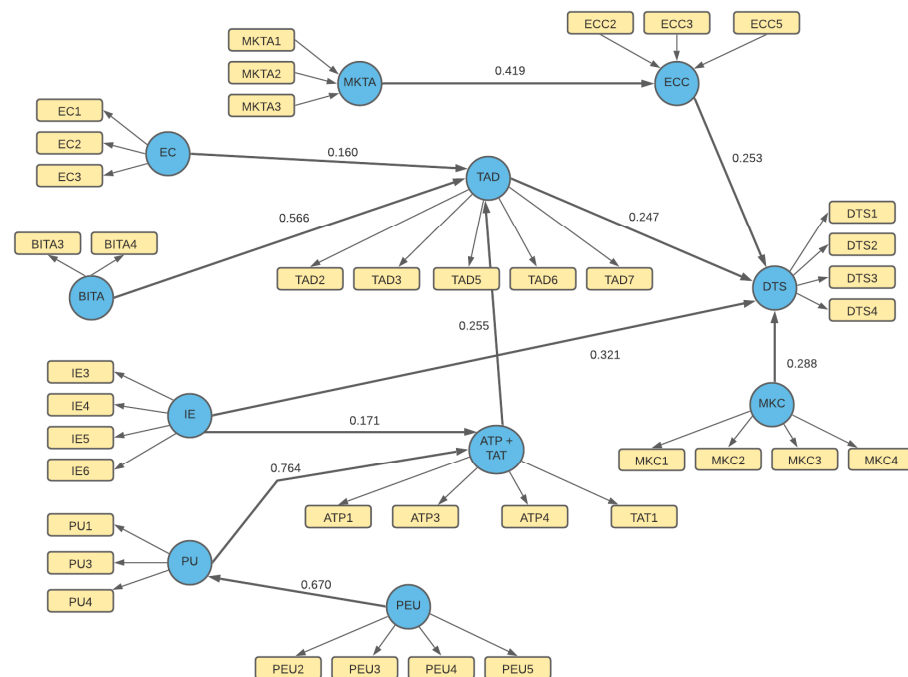 ECC2 ECC3 ECC5
MKTA1
MKTA2
MKTA3
MKTA
0.419
ECC
EC1
EC2
EC3
EC
0.160
0.253
TAD
0.566
0.247
DTS1
DTS2
DTS3
DTS4
DTS
BITA3 BITA4
BITA
TAD2 TAD3 TAD5 TAD6 TAD7
0.255
0.321
0.288
IE3
IE4
IE5
IE6
IE
0.171
MKC
ATP +
TAT
0.764
MKC1 MKC2 MKC3 MKC4
ATP1 ATP3 ATP4 TAT1
PU1
PU3
PU4
PU
0.670
PEU
PEU2 PEU3 PEU4 PEU5